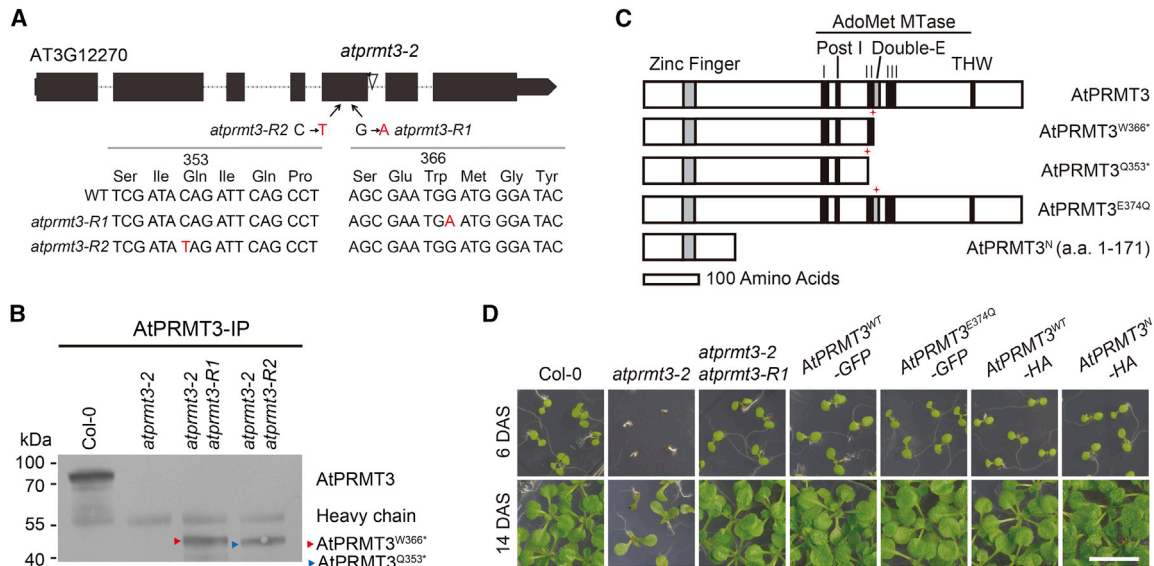 A
AT3G12270
atprmt3-2
atprmt3-R2 C → T
G → A atprmt3-R1
353
Ser Ile Gln Ile Gln Pro
WT TCG ATA CAG ATT CAG CCT
atprmt3-R1 TCG ATA CAG ATT CAG CCT
atprmt3-R2 TCG ATA TAG ATT CAG CCT
366
Ser Glu Trp Met Gly Tyr
AGC GAA TGG ATG GGA TAC
AGC GAA TGA ATG GGA TAC
AGC GAA TGG ATG GGA TAC
B
AtPRMT3-IP
Col-0
atprmt3-2
atprmt3-2
atprmt3-R1
atprmt3-2
atprmt3-R2
kDa
100
70
55
40
AtPRMT3
Heavy chain
AtPRMT3W366*
AtPRMT3Q353*
C
AdoMet MTase
Post I Double-E
Zinc Finger I II III THW
AtPRMT3
AtPRMT3W366*
AtPRMT3Q353*
AtPRMT3E374Q
AtPRMT3N (a.a. 1-171)
100 Amino Acids
D
Col-0
atprmt3-2
atprmt3-2
atprmt3-R1
AtPRMT3WT
-GFP
AtPRMT3E374Q
-GFP
AtPRMT3WT
-HA
AtPRMT3N
-HA
6 DAS
14 DAS